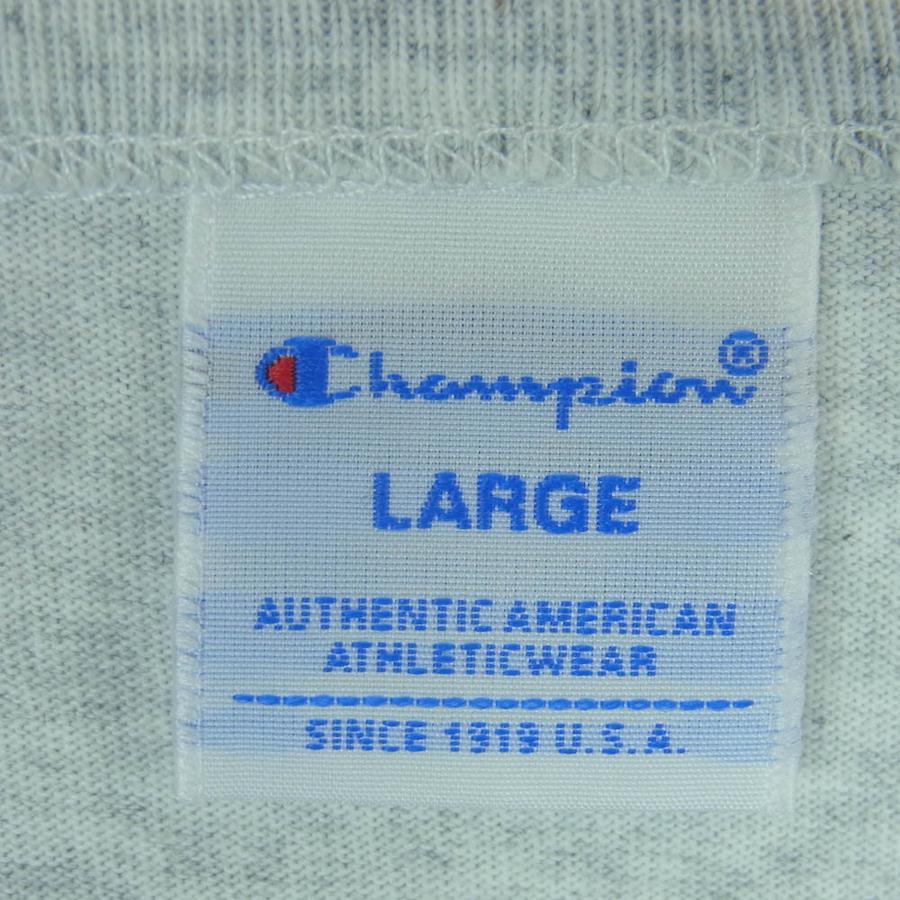 Champion®
LARGE
AUTHENTIC AMERICAN
ATHLETICWEAR
SINCE 1919 U.S.A.